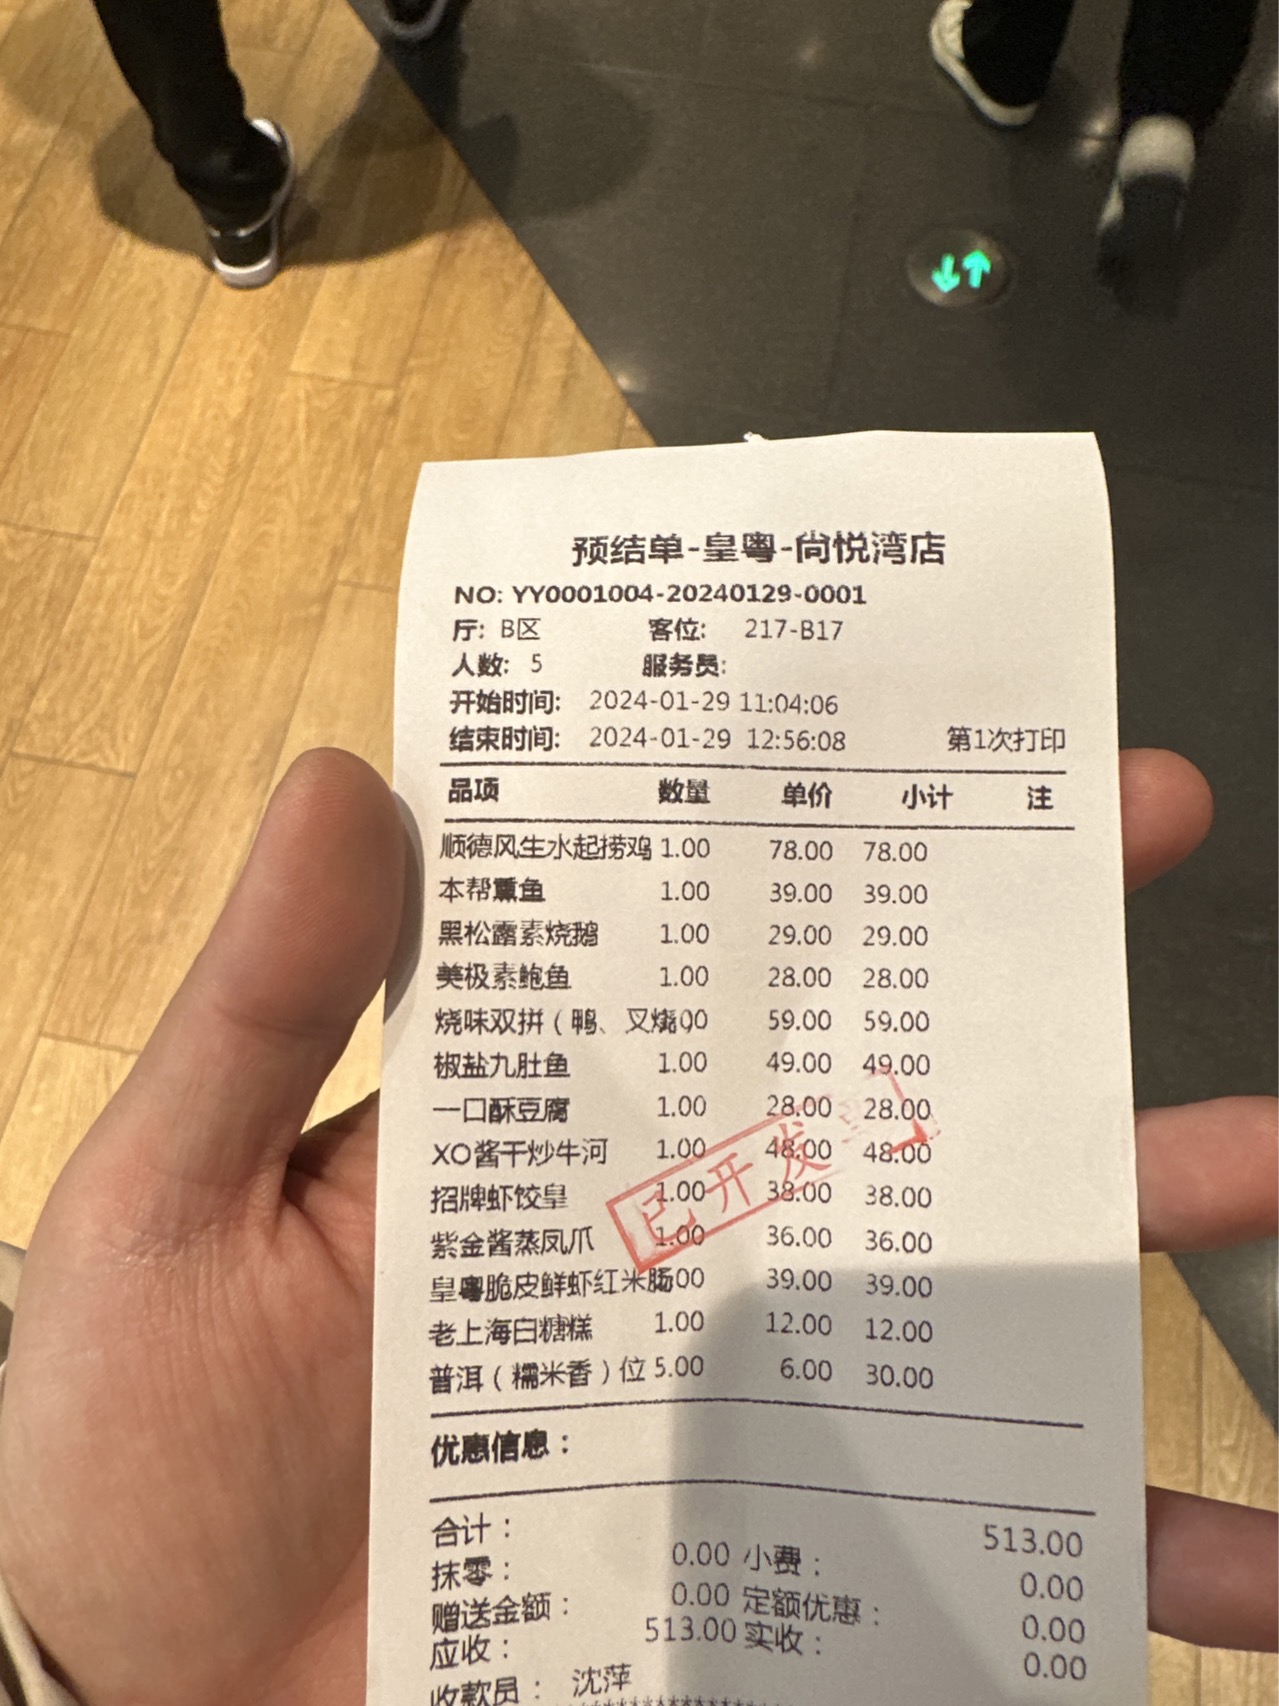 预结单-皇粤-尚悦湾店
NO: YY0001004-20240129-0001
厅: B区 客位: 217-B17
人数: 5 服务员:
开始时间: 2024-01-29 11:04:06
结束时间: 2024-01-29 12:56:08 第1次打印
品项 数量 单价 小计 注
顺德风生水起捞鸡 1.00 78.00 78.00
本帮熏鱼 1.00 39.00 39.00
黑松露素烧鹅 1.00 29.00 29.00
美极素鲍鱼 1.00 28.00 28.00
烧味双拼（鸭、叉烧 00 59.00 59.00
椒盐九肚鱼 1.00 49.00 49.00
一口酥豆腐 1.00 28.00 28.00
XO酱干炒牛河 1.00 48.00 48.00
招牌虾饺皇 1.00 38.00 38.00
紫金酱蒸凤爪 1.00 36.00 36.00
皇粤脆皮鲜虾红米肠 .00 39.00 39.00
老上海白糖糕 1.00 12.00 12.00
普洱（糯米香）位 5.00 6.00 30.00
已开发
优惠信息：
合计： 513.00
抹零： 0.00 小费： 0.00
赠送金额： 0.00 定额优惠： 0.00
应收： 513.00 实收： 0.00
收款员： 沈萍